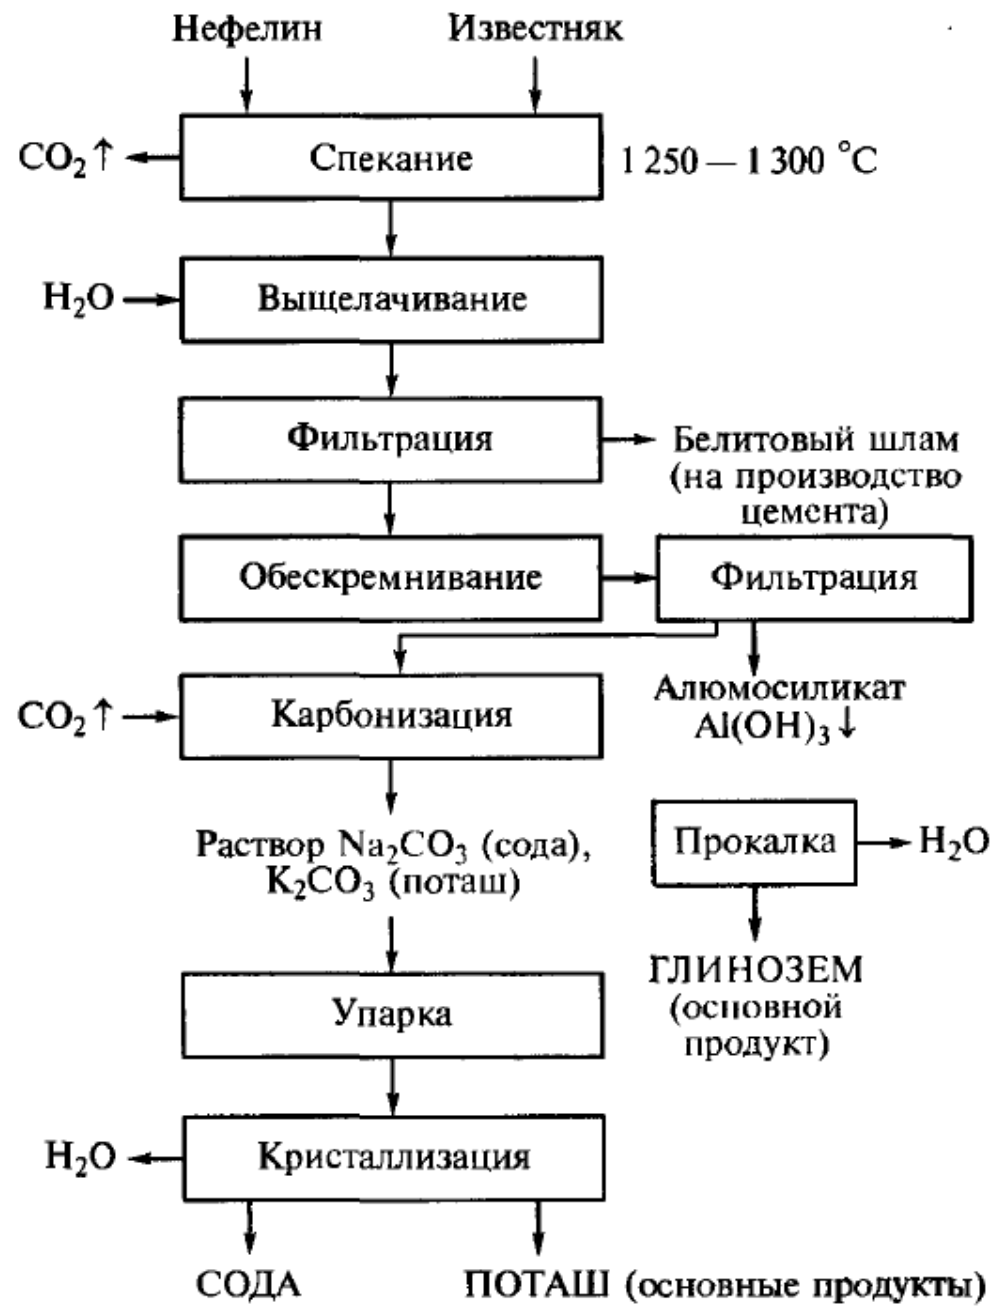 Нефелин Известняк
CO₂↑ Спекание 1 250 — 1 300 °C
H₂O Выщелачивание
Фильтрация Белитовый шлам
(на производство
цемента)
Обескремнивание Фильтрация
Алюмосиликат
Al(OH)₃↓
CO₂↑ Карбонизация
Прокалка H₂O
Раствор Na₂CO₃ (сода),
K₂CO₃ (поташ)
ГЛИНОЗЕМ
(основной
продукт)
Упарка
H₂O Кристаллизация
СОДА ПОТАШ (основные продукты)